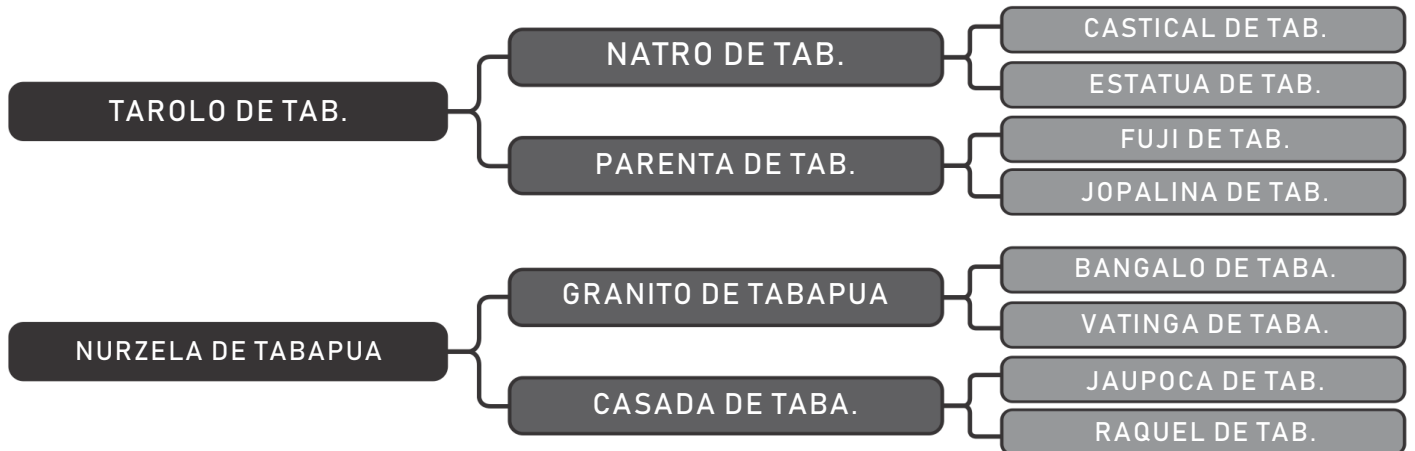 CASTICAL DE TAB.
NATRO DE TAB.
ESTATUA DE TAB.
TAROLO DE TAB.
FUJI DE TAB.
PARENTA DE TAB.
JOPALINA DE TAB.
BANGALO DE TABA.
GRANITO DE TABAPUA
VATINGA DE TABA.
NURZELA DE TABAPUA
JAUPOCA DE TAB.
CASADA DE TABA.
RAQUEL DE TAB.